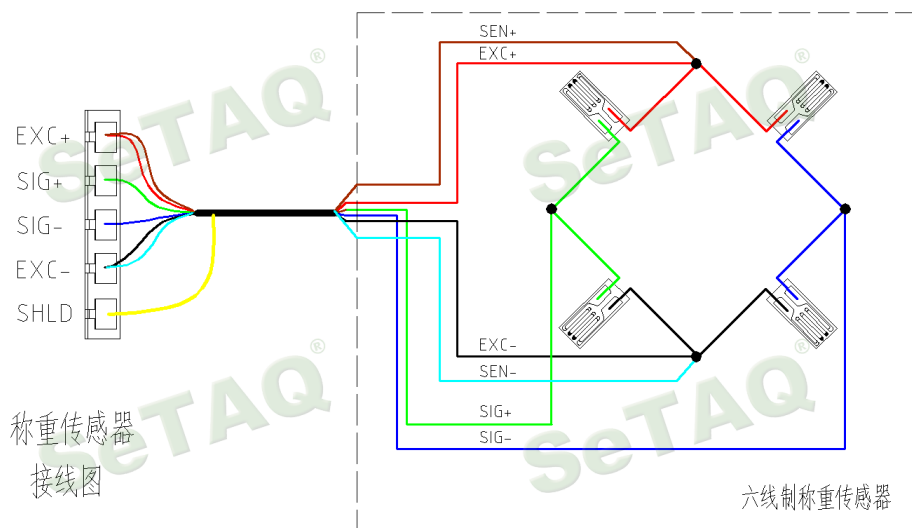 SEN+
EXC+
SeTAQ®
SeTAQ®
EXC+
SIG+
SIG-
EXC-
SHLD
EXC-
SEN-
SeTAQ®
SeTAQ®
SIG+
SIG-
称重传感器
接线图
六线制称重传感器